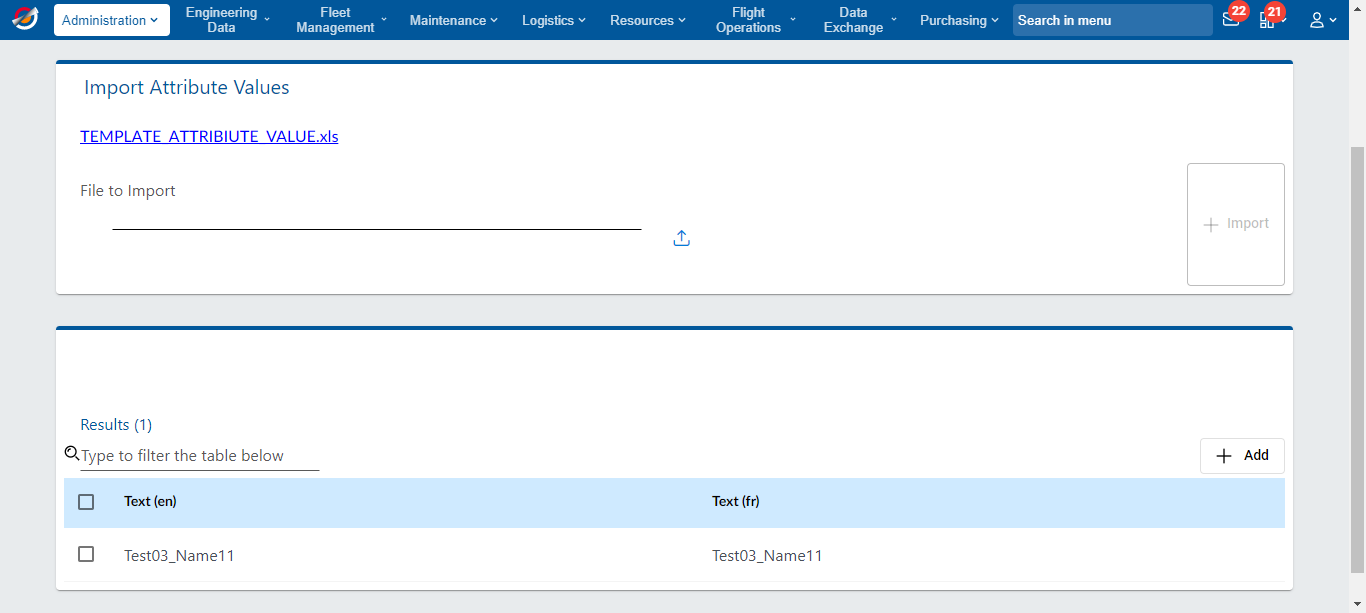 Administration
Engineering
Data
Fleet
Management
Maintenance
Logistics
Resources
Flight
Operations
Data
Exchange
Purchasing
Search in menu
22
21
Import Attribute Values
TEMPLATE_ATTRIBIUTE_VALUE.xls
File to Import
Import
Results (1)
Type to filter the table below
Add
Text (en) Text (fr)
Test03_Name11 Test03_Name11